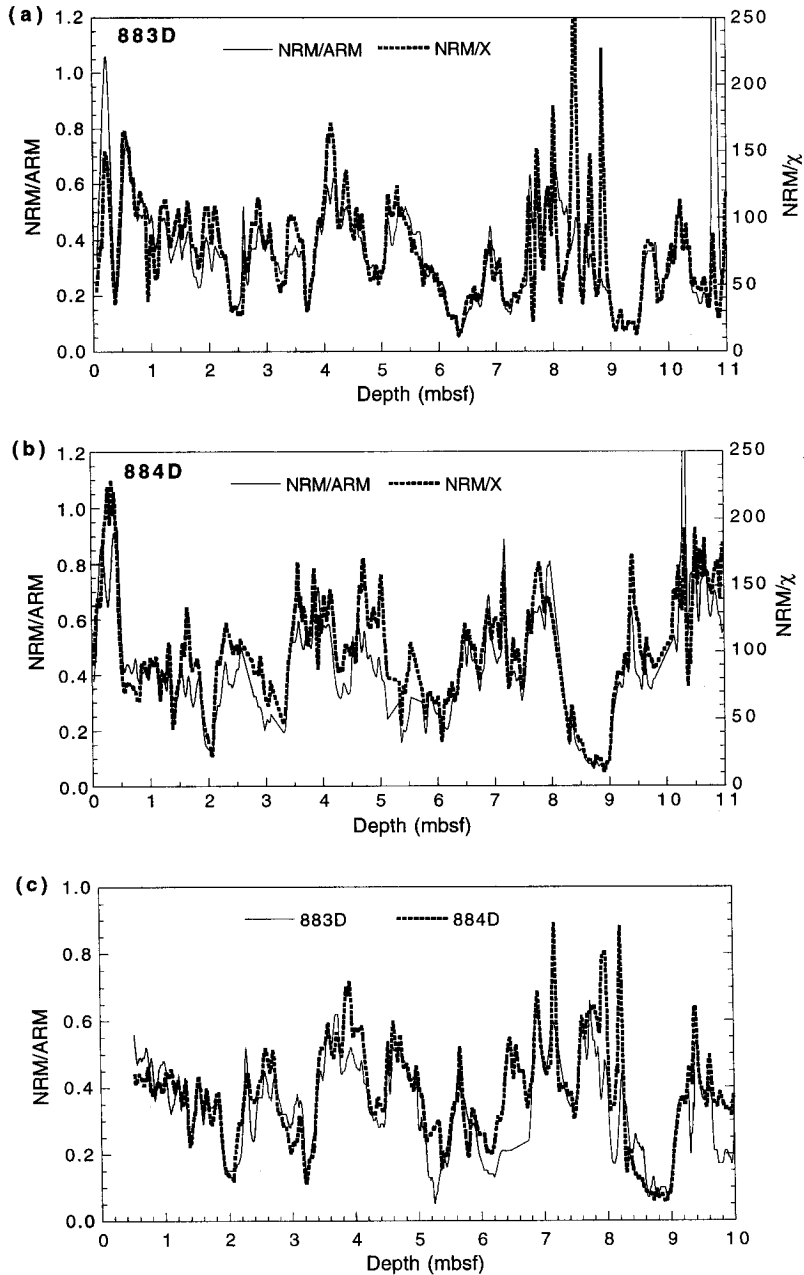 (a)
883D
NRM/ARM
NRM/X
1.2
1.0
0.8
0.6
0.4
0.2
0.0
NRM/ARM
250
200
150
100
50
0
NRM/χ
0 1 2 3 4 5 6 7 8 9 10 11
Depth (mbsf)
(b)
884D
NRM/ARM
NRM/X
1.2
1.0
0.8
0.6
0.4
0.2
0.0
NRM/ARM
250
200
150
100
50
0
NRM/χ
0 1 2 3 4 5 6 7 8 9 10 11
Depth (mbsf)
(c)
883D
884D
1.0
0.8
0.6
0.4
0.2
0.0
NRM/ARM
0 1 2 3 4 5 6 7 8 9 10
Depth (mbsf)